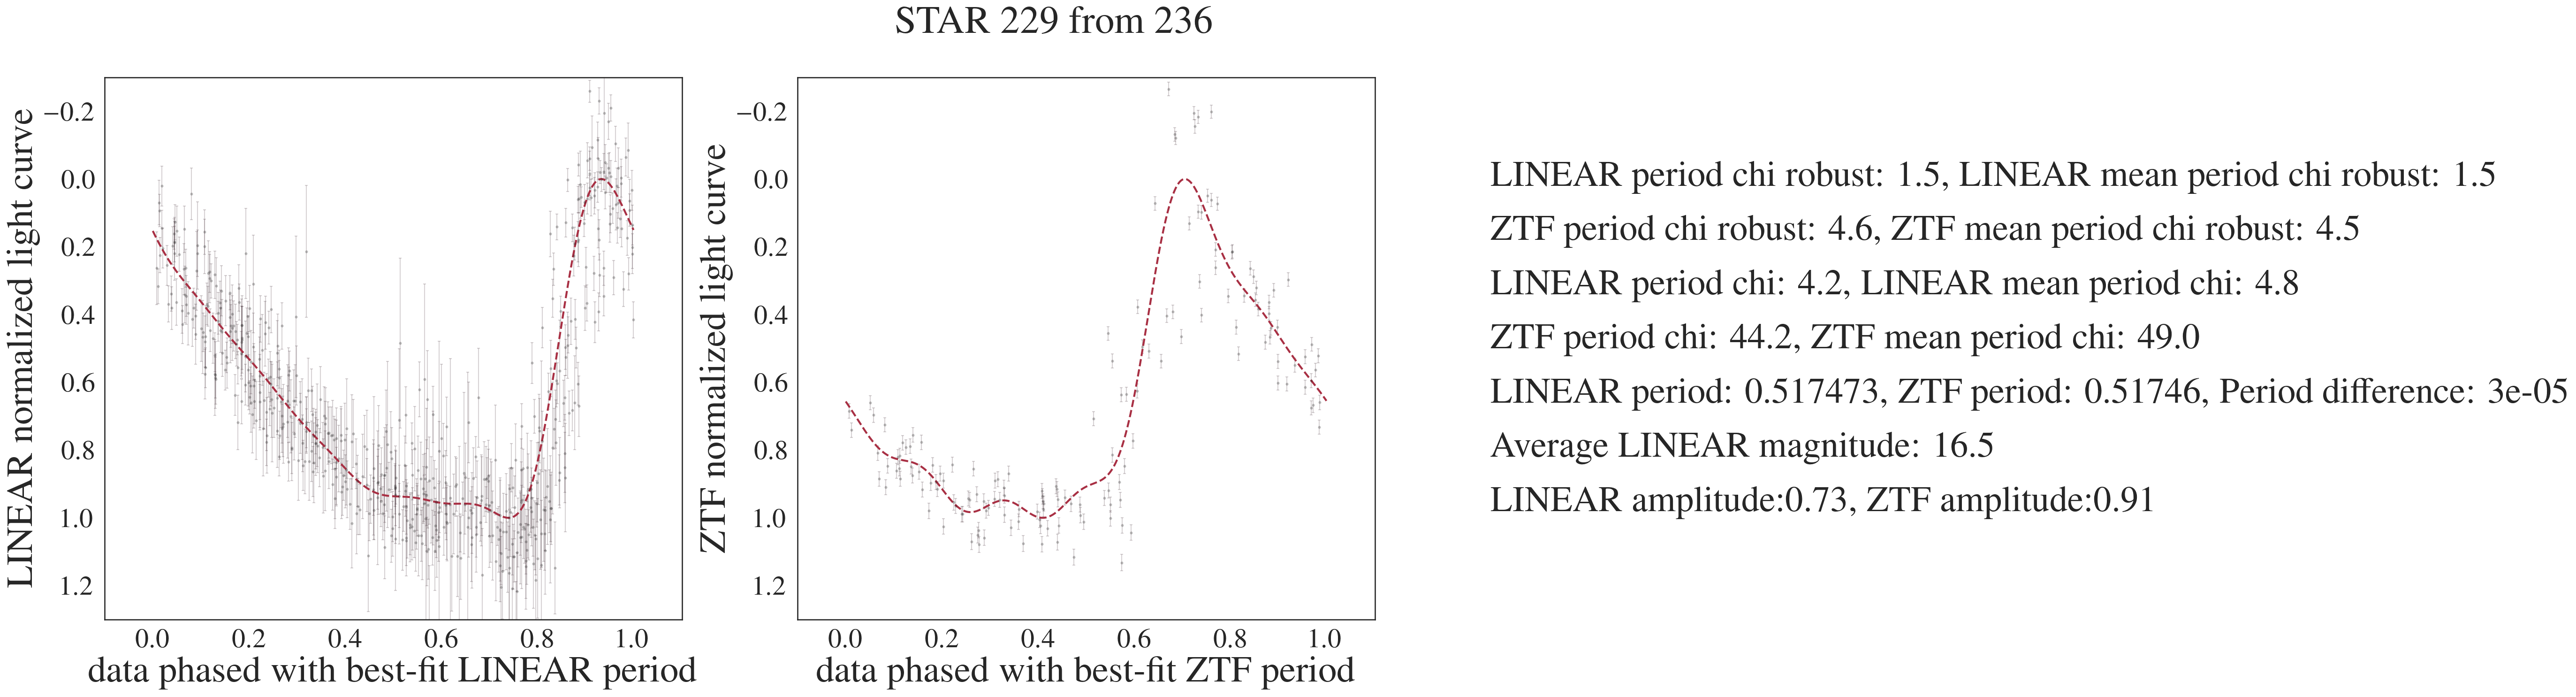 STAR 229 from 236
LINEAR normalized light curve
−0.2
0.0
0.2
0.4
0.6
0.8
1.0
1.2
0.0 0.2 0.4 0.6 0.8 1.0
data phased with best-fit LINEAR period
ZTF normalized light curve
−0.2
0.0
0.2
0.4
0.6
0.8
1.0
1.2
0.0 0.2 0.4 0.6 0.8 1.0
data phased with best-fit ZTF period
LINEAR period chi robust: 1.5, LINEAR mean period chi robust: 1.5
ZTF period chi robust: 4.6, ZTF mean period chi robust: 4.5
LINEAR period chi: 4.2, LINEAR mean period chi: 4.8
ZTF period chi: 44.2, ZTF mean period chi: 49.0
LINEAR period: 0.517473, ZTF period: 0.51746, Period difference: 3e-05
Average LINEAR magnitude: 16.5
LINEAR amplitude:0.73, ZTF amplitude:0.91